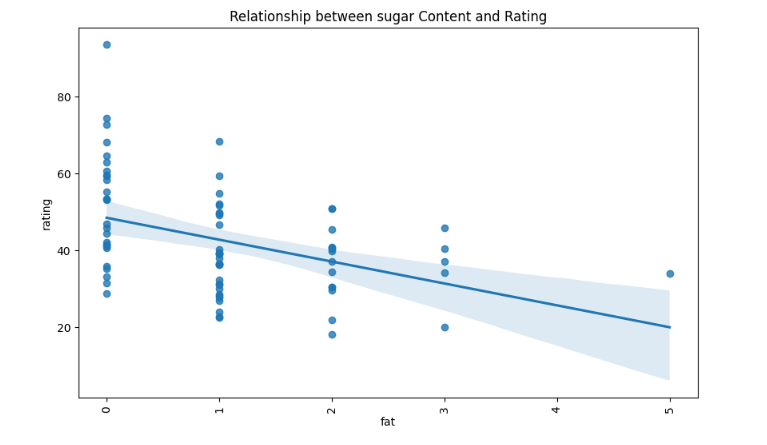 Relationship between sugar Content and Rating
80
60
40
20
rating
0 1 2 3 4 5
fat